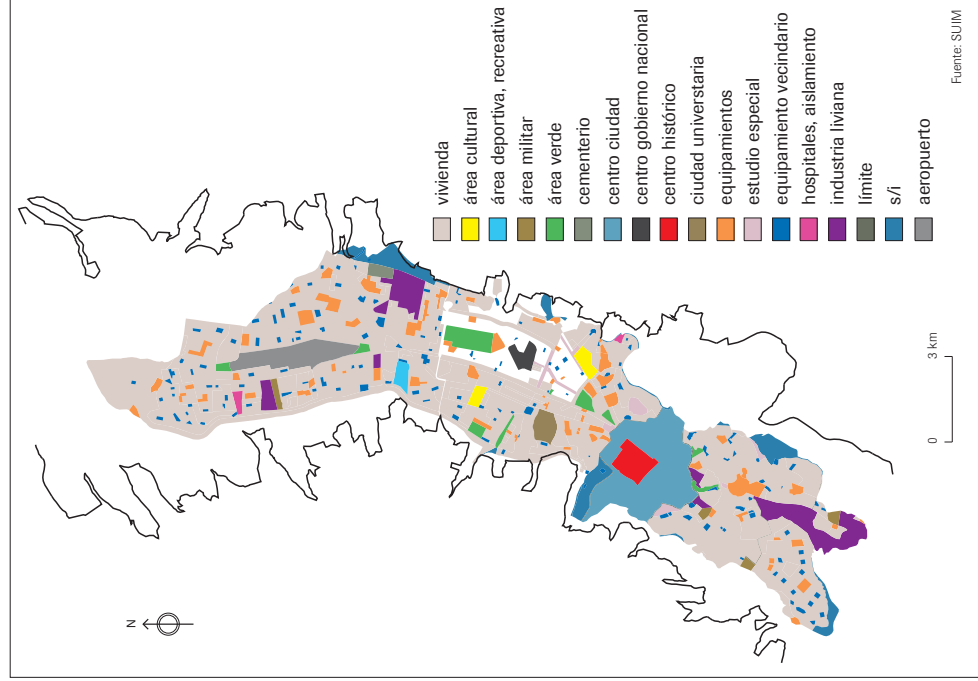 vivienda
área cultural
área deportiva, recreativa
área militar
área verde
cementerio
centro ciudad
centro gobierno nacional
centro histórico
ciudad universtaria
equipamientos
estudio especial
equipamiento vecindario
hospitales, aislamiento
industria liviana
límite
s/i
aeropuerto
N
0 3 km
Fuente: SUIM